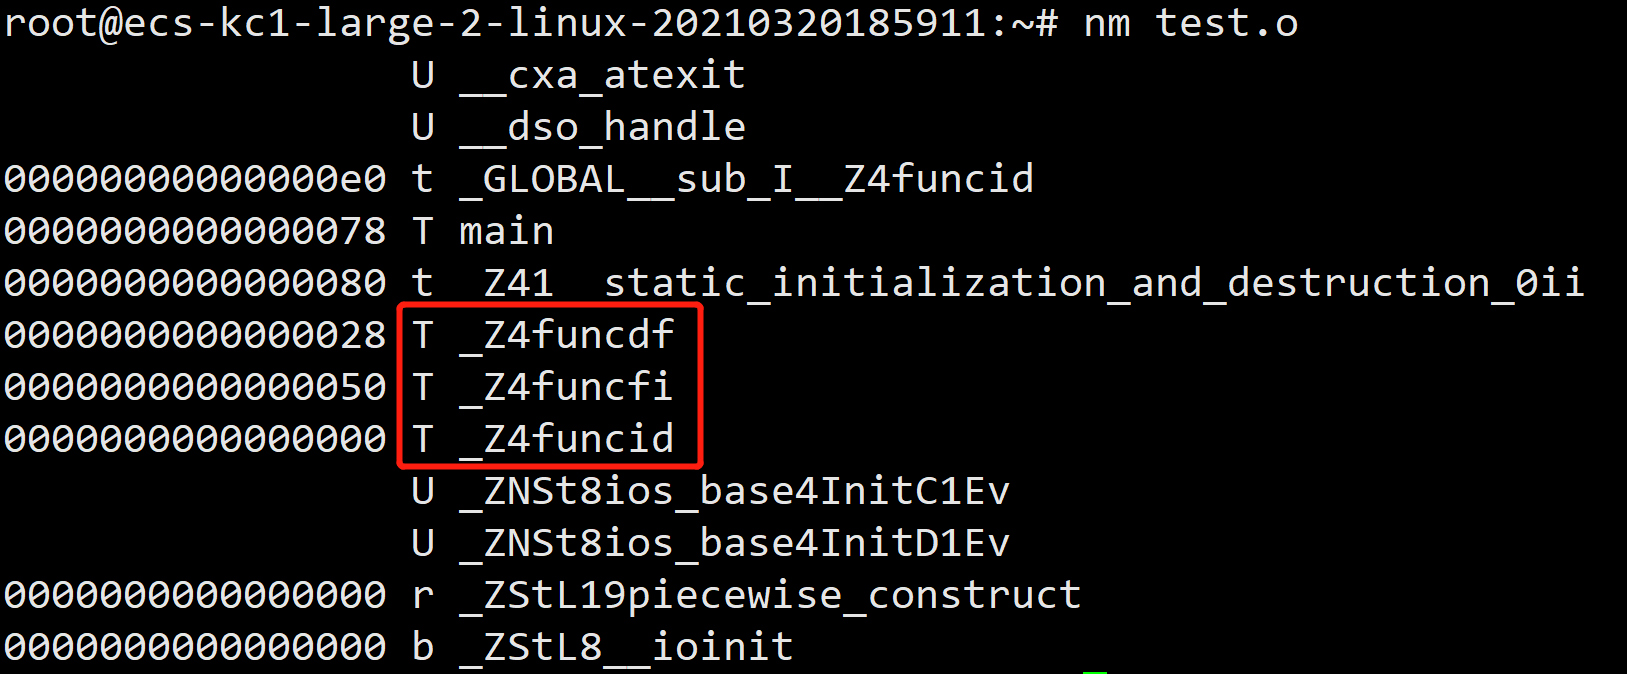 root@ecs-kc1-large-2-linux-20210320185911:~# nm test.o
U __cxa_atexit
U __dso_handle
00000000000000e0 t _GLOBAL__sub_I__Z4funcid
0000000000000078 T main
0000000000000080 t _Z41__static_initialization_and_destruction_0ii
0000000000000028 T _Z4funcdf
0000000000000050 T _Z4funcfi
0000000000000000 T _Z4funcid
U _ZNSt8ios_base4InitC1Ev
U _ZNSt8ios_base4InitD1Ev
0000000000000000 r _ZStL19piecewise_construct
0000000000000000 b _ZStL8__ioinit